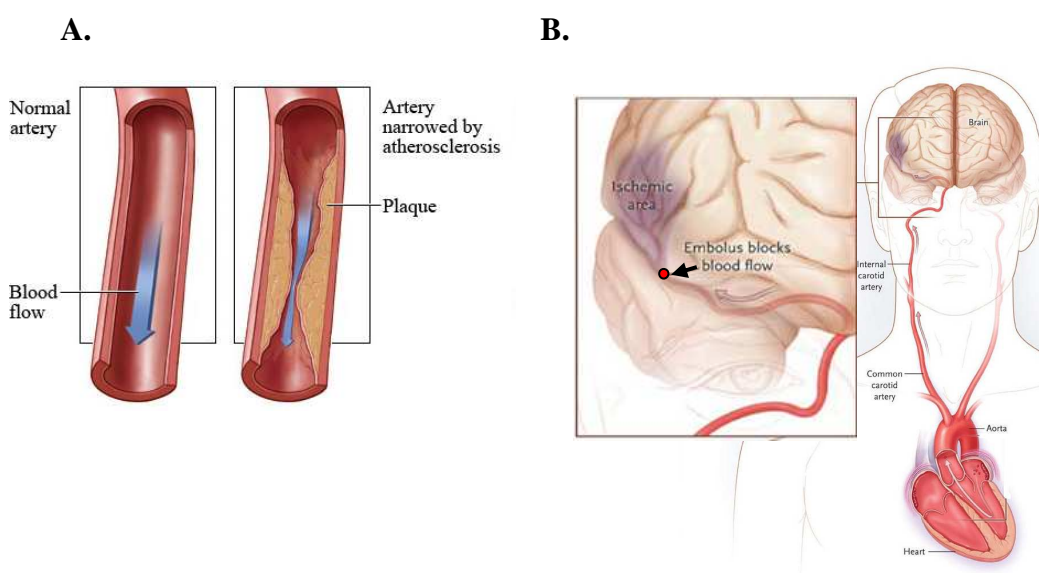 A.
B.
Normal
artery
Blood
flow
Artery
narrowed by
atherosclerosis
Plaque
Ischemic
area
Embolus blocks
blood flow
Brain
Internal
carotid
artery
Common
carotid
artery
Aorta
Heart